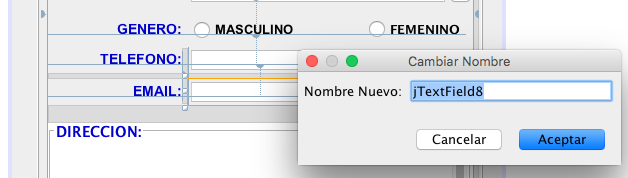 GENERO: MASCULINO FEMENINO
TELEFONO:
EMAIL:
DIRECCION:
Cambiar Nombre
Nombre Nuevo: jTextField8
Cancelar Aceptar